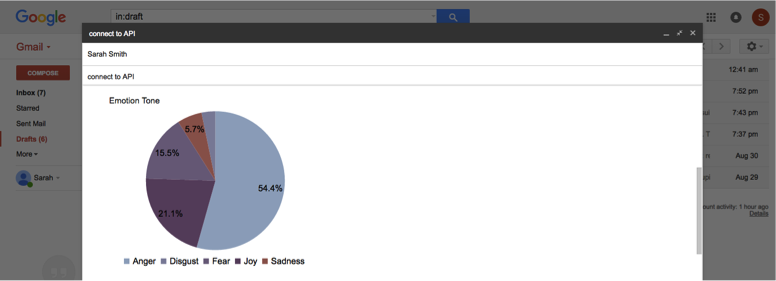 Google
in:draft
S
Gmail
connect to API
Sarah Smith
connect to API
COMPOSE
Inbox (7)
Starred
Sent Mail
Drafts (6)
More
Sarah
Emotion Tone
5.7%
15.5%
54.4%
21.1%
Anger Disgust Fear Joy Sadness
12:41 am
7:52 pm
7:43 pm
7:37 pm
Aug 30
Aug 29
ount activity: 1 hour ago
Details